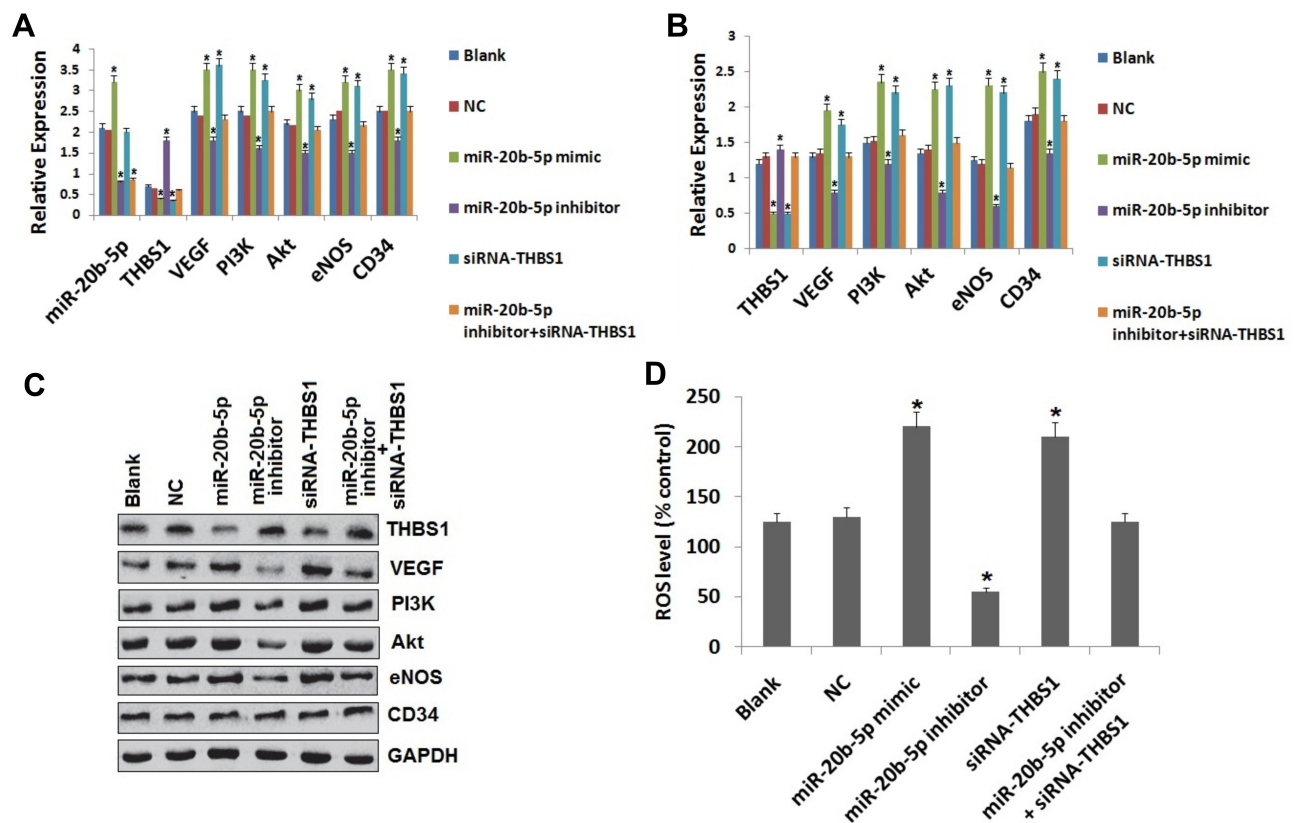 A
Relative Expression
4
3.5
3
2.5
2
1.5
1
0.5
0
miR-20b-5p
THBS1
VEGF
PI3K
Akt
eNOS
CD34
Blank
NC
miR-20b-5p mimic
miR-20b-5p inhibitor
siRNA-THBS1
miR-20b-5p
inhibitor+siRNA-THBS1
B
Relative Expression
3
2.5
2
1.5
1
0.5
0
THBS1
VEGF
PI3K
Akt
eNOS
CD34
Blank
NC
miR-20b-5p mimic
miR-20b-5p inhibitor
siRNA-THBS1
miR-20b-5p
inhibitor+siRNA-THBS1
C
Blank
NC
miR-20b-5p
miR-20b-5p
inhibitor
siRNA-THBS1
miR-20b-5p
inhibitor
+
siRNA-THBS1
THBS1
VEGF
PI3K
Akt
eNOS
CD34
GAPDH
D
ROS level (% control)
250
200
150
100
50
0
* * *
Blank
NC
miR-20b-5p mimic
miR-20b-5p inhibitor
siRNA-THBS1
miR-20b-5p inhibitor
+ siRNA-THBS1